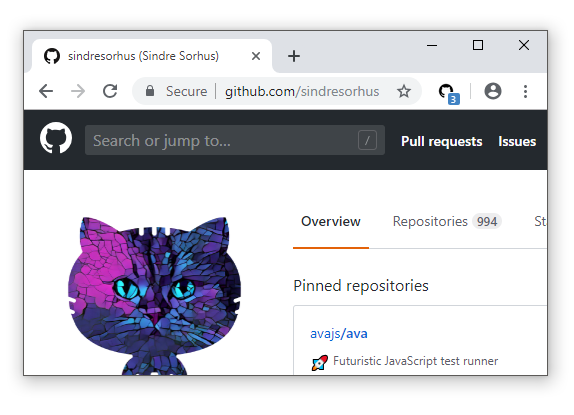 sindresorhus (Sindre Sorhus)
Secure github.com/sindresorhus 3
Search or jump to... / Pull requests Issues
Overview Repositories 994 St
Pinned repositories
avajs/ava
Futuristic JavaScript test runner